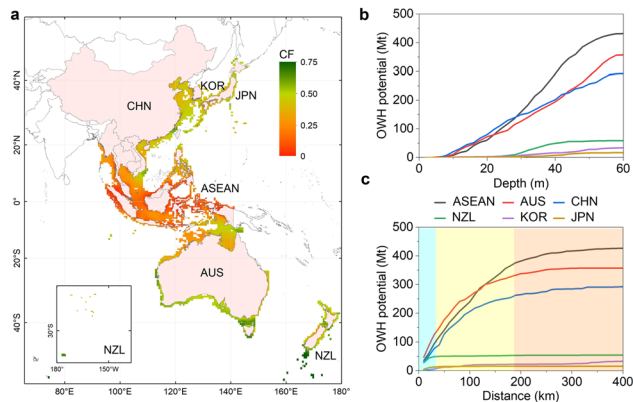 a
CF
0.75
0.5
0.25
0
40°N
20°N
0°
20°S
40°S
80°E
100°E
120°E
140°E
160°E
180°
CHN
KOR
JPN
ASEAN
AUS
NZL
30°S
180°
150°W
NZL
b
OWH potential (Mt)
500
400
300
200
100
0
0 20 40 60
Depth (m)
ASEAN AUS CHN
NZL KOR JPN
c
OWH potential (Mt)
500
400
300
200
100
0
0 100 200 300 400
Distance (km)